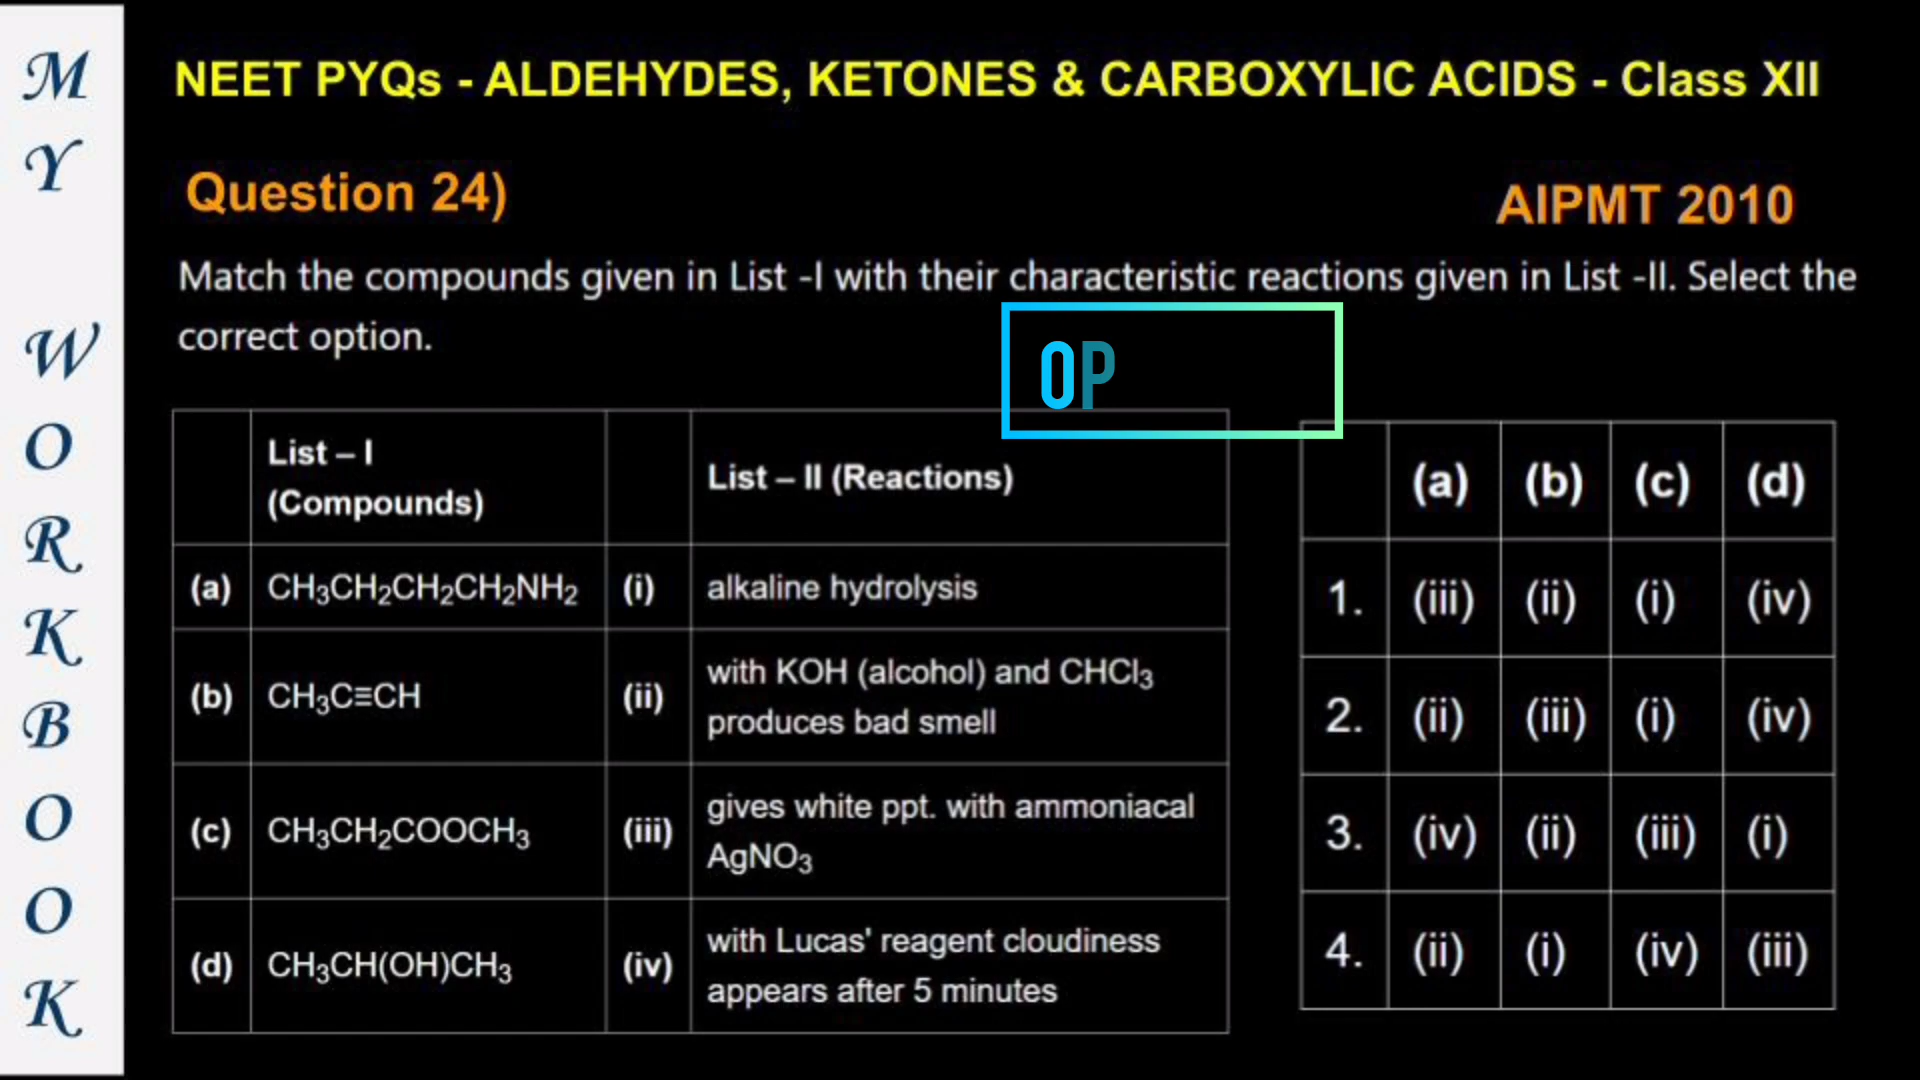 MY WORKBOOK
NEET PYQs - ALDEHYDES, KETONES & CARBOXYLIC ACIDS - Class XII
Question 24)
AIPMT 2010
Match the compounds given in List -I with their characteristic reactions given in List -II. Select the
correct option.
OP
List – I
(Compounds)
List – II (Reactions)
(a) CH₃CH₂CH₂CH₂NH₂ (i) alkaline hydrolysis
(b) CH₃C≡CH (ii) with KOH (alcohol) and CHCl₃
produces bad smell
(c) CH₃CH₂COOCH₃ (iii) gives white ppt. with ammoniacal
AgNO₃
(d) CH₃CH(OH)CH₃ (iv) with Lucas' reagent cloudiness
appears after 5 minutes
(a) (b) (c) (d)
1. (iii) (ii) (i) (iv)
2. (ii) (iii) (i) (iv)
3. (iv) (ii) (iii) (i)
4. (ii) (i) (iv) (iii)